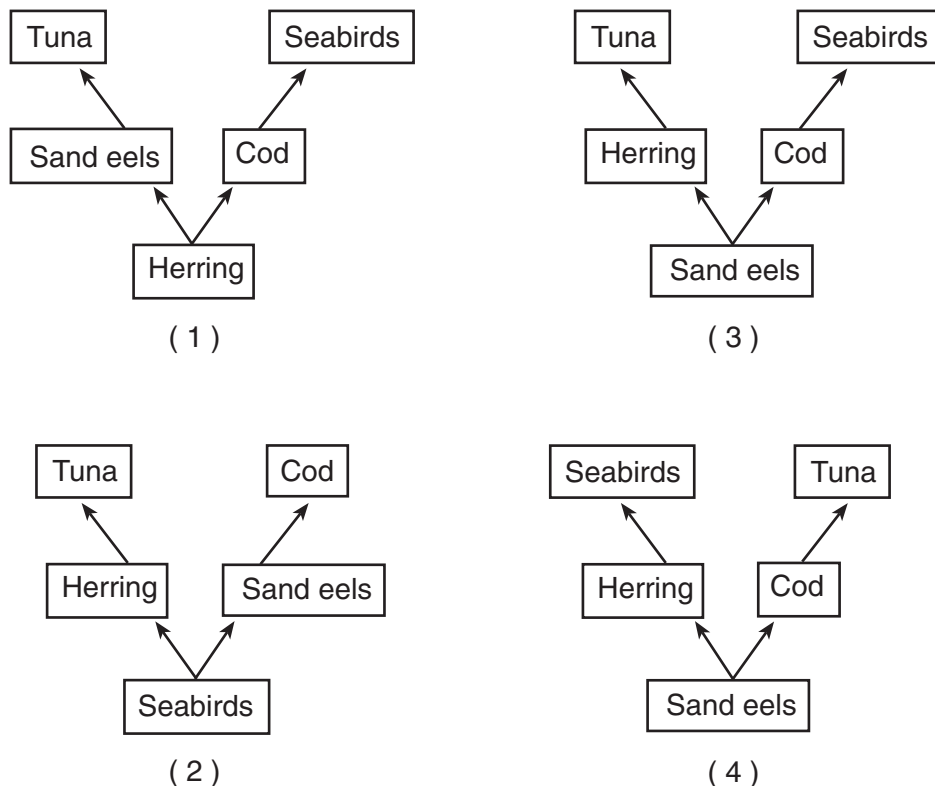 Tuna
Seabirds
Sand eels
Cod
Herring
( 1 )
Tuna
Seabirds
Herring
Cod
Sand eels
( 3 )
Tuna
Cod
Herring
Sand eels
Seabirds
( 2 )
Seabirds
Tuna
Herring
Cod
Sand eels
( 4 )